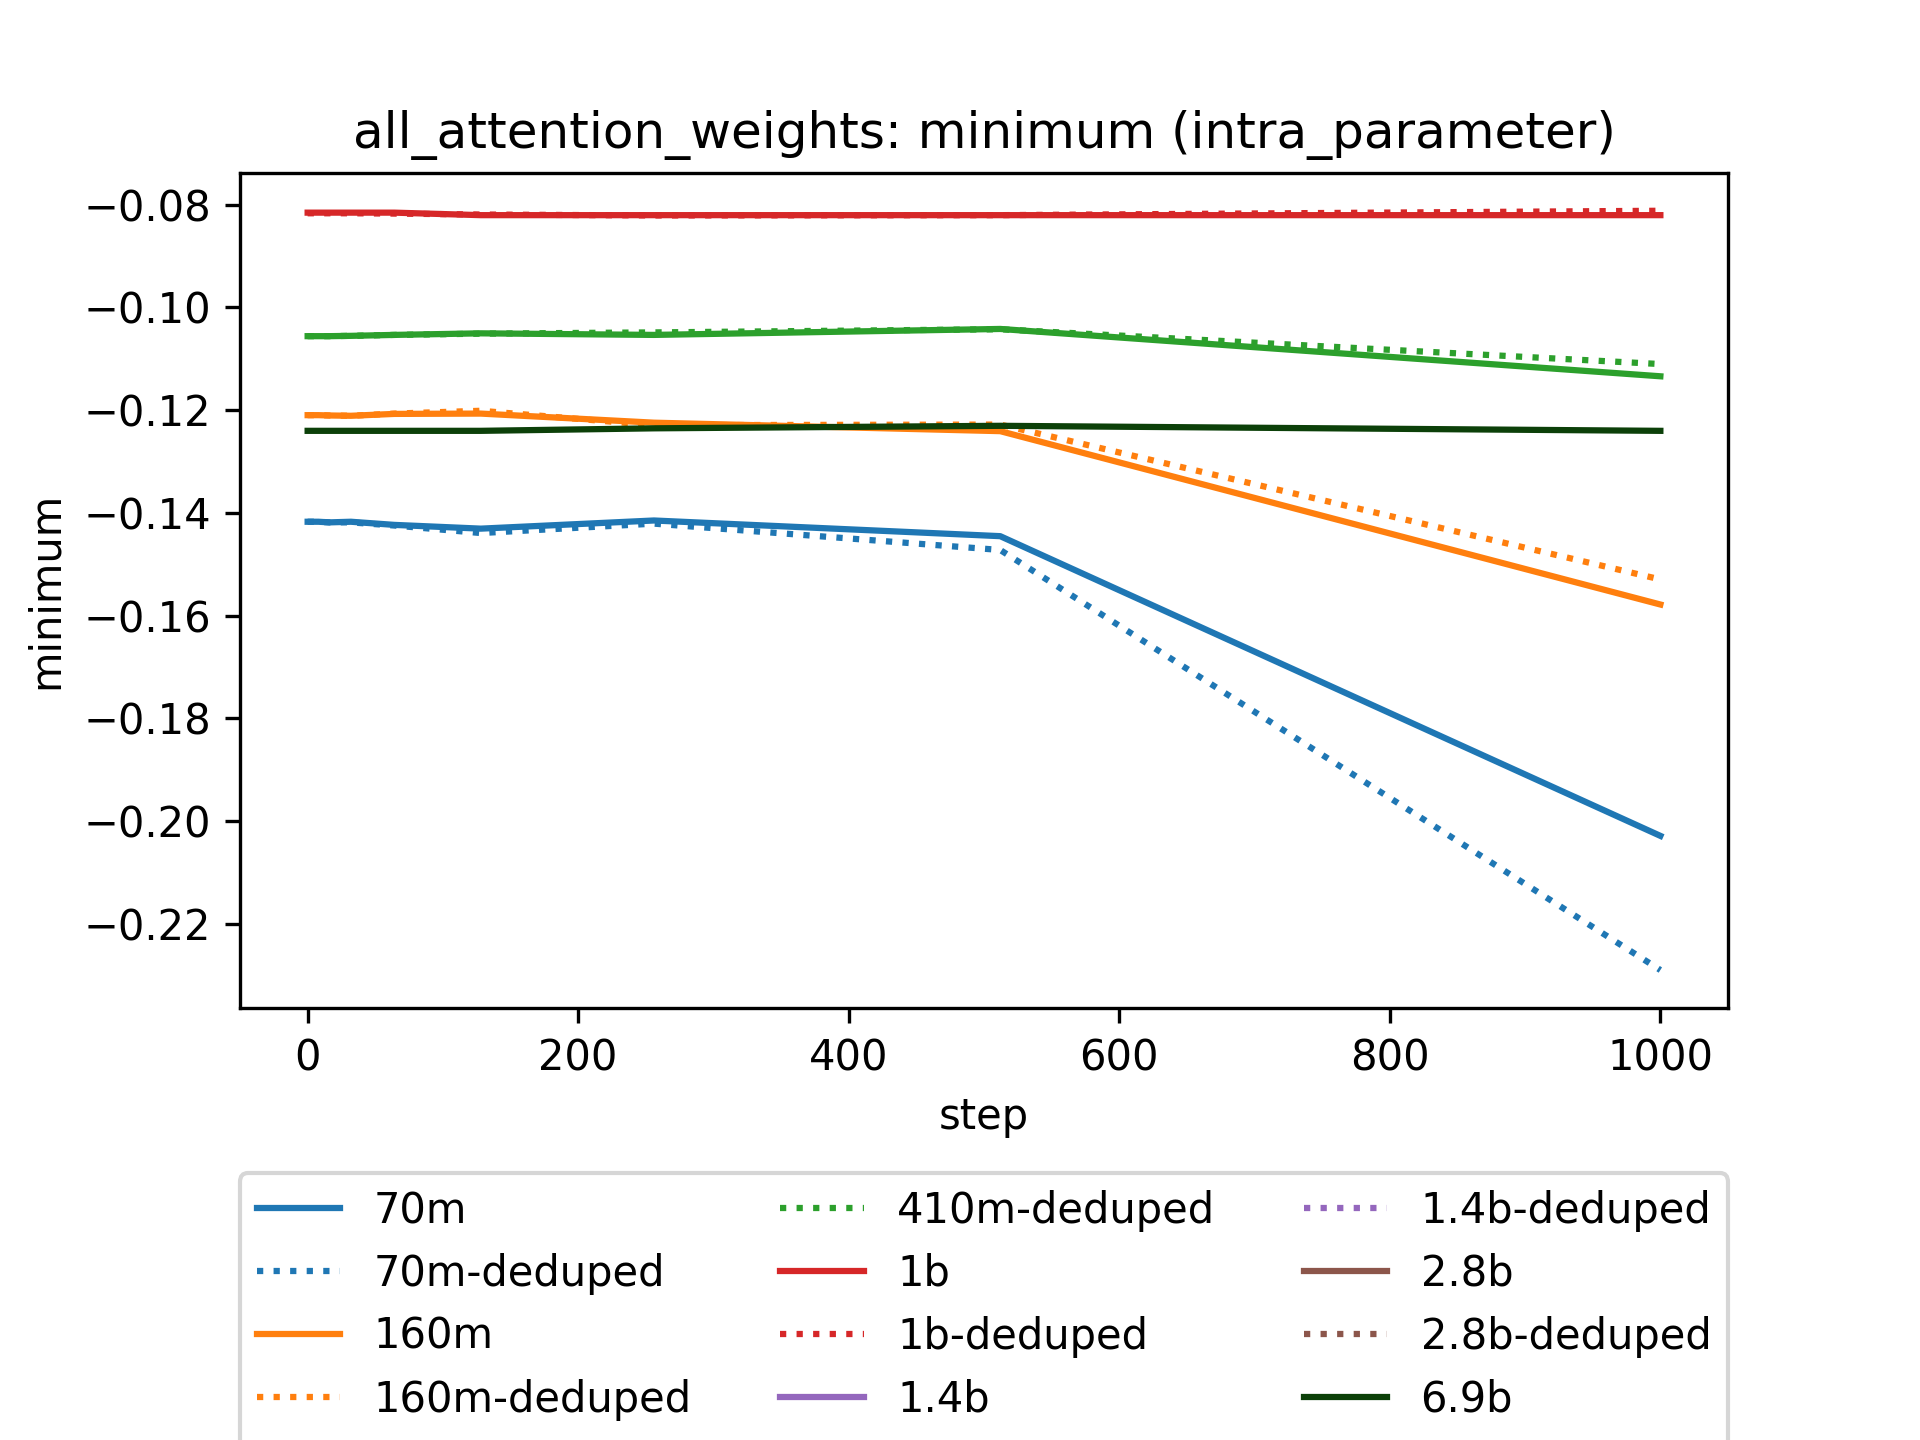 all_attention_weights: minimum (intra_parameter)
minimum
−0.08
−0.10
−0.12
−0.14
−0.16
−0.18
−0.20
−0.22
0 200 400 600 800 1000
step
70m 410m-deduped 1.4b-deduped
70m-deduped 1b 2.8b
160m 1b-deduped 2.8b-deduped
160m-deduped 1.4b 6.9b